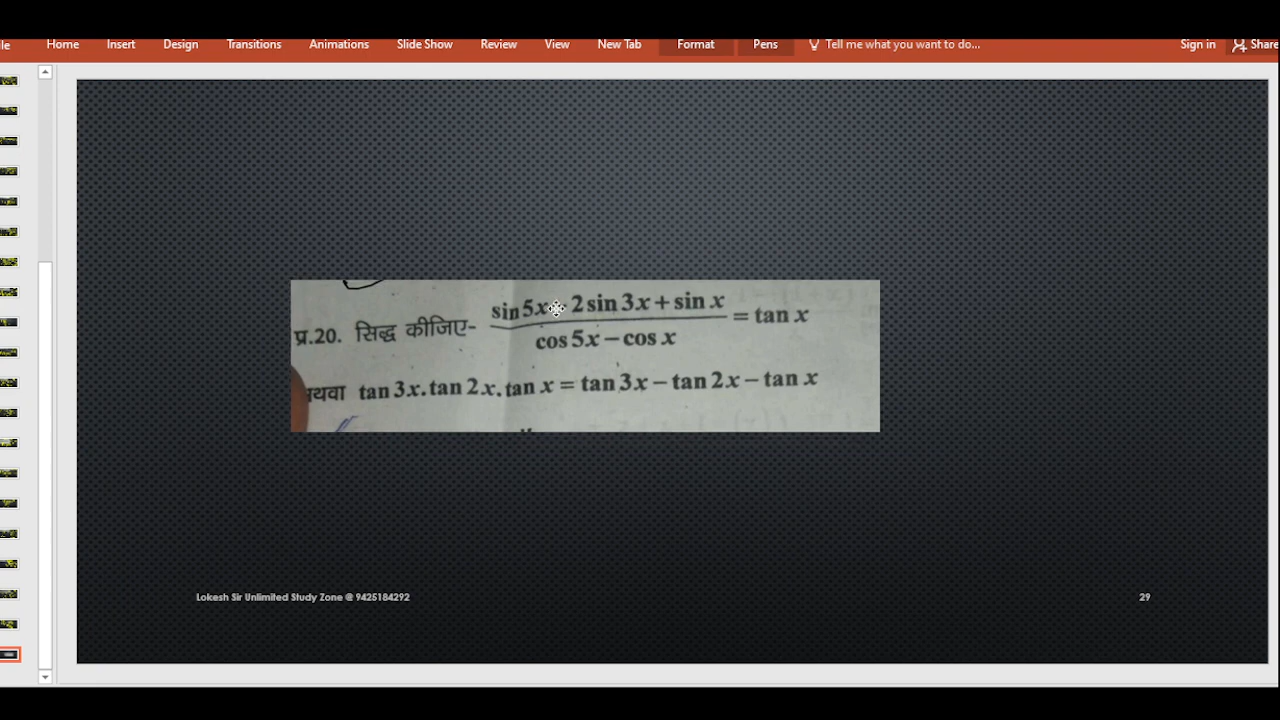 le Home Insert Design Transitions Animations Slide Show Review View New Tab Format Pens Tell me what you want to do... Sign in Share
प्र.20. सिद्ध कीजिए- sin 5x 2 sin 3x + sin x / cos 5x − cos x = tan x
थवा tan 3x. tan 2x. tan x = tan 3x − tan 2x − tan x
Lokesh Sir Unlimited Study Zone @ 9425184292
29